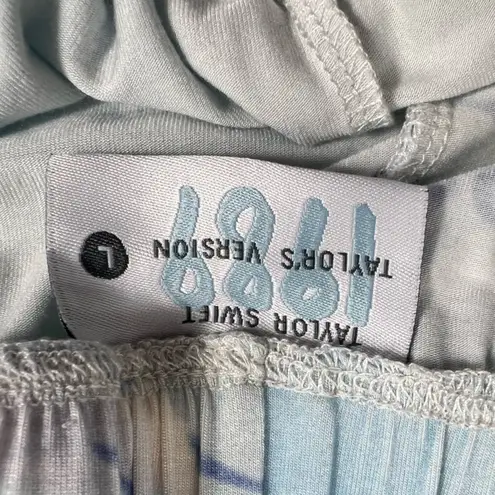 TAYLOR SWIFT
1989
TAYLOR'S VERSION
L